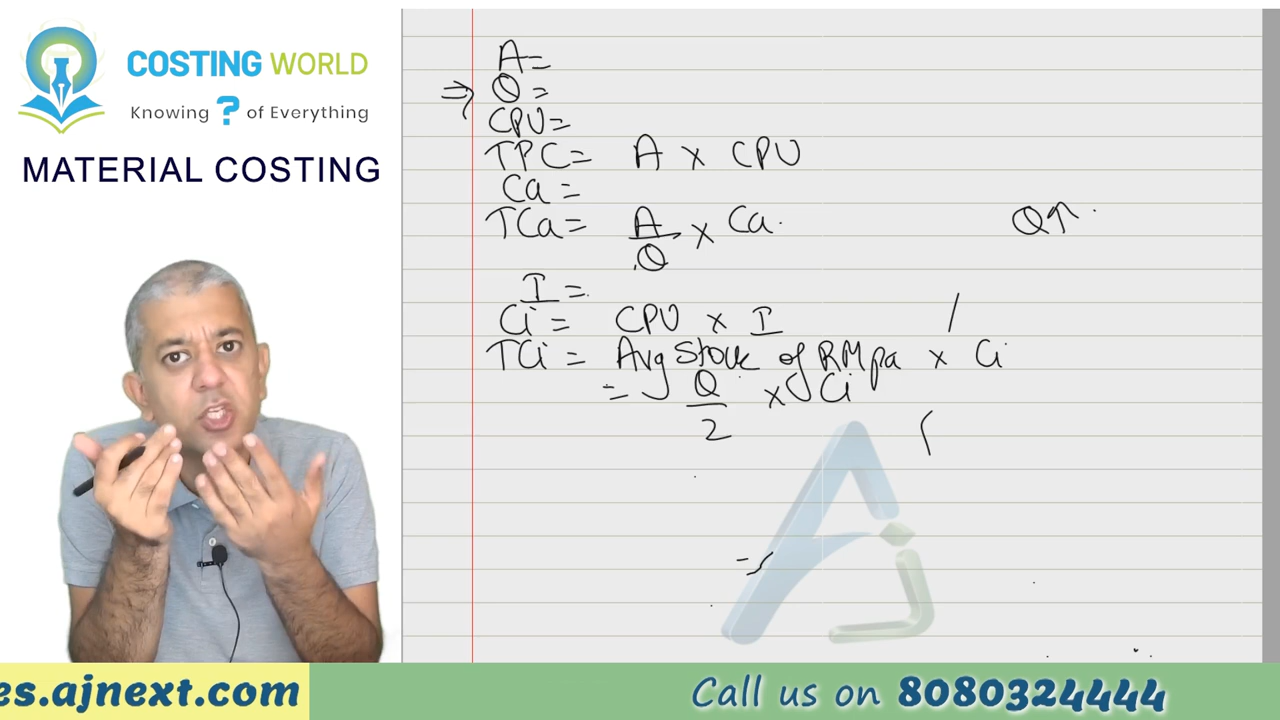 COSTING WORLD
Knowing ? of Everything
MATERIAL COSTING
A=
⇒ Q=
CPU=
TPC= A × CPU
Ca=
TCa= A/Q × Ca.
Q↑
I=
Ci= CPU × I
TCi = Avg Stock of RM pa × Ci
= Q/2 × Ci
es.ajnext.com
Call us on 8080324444